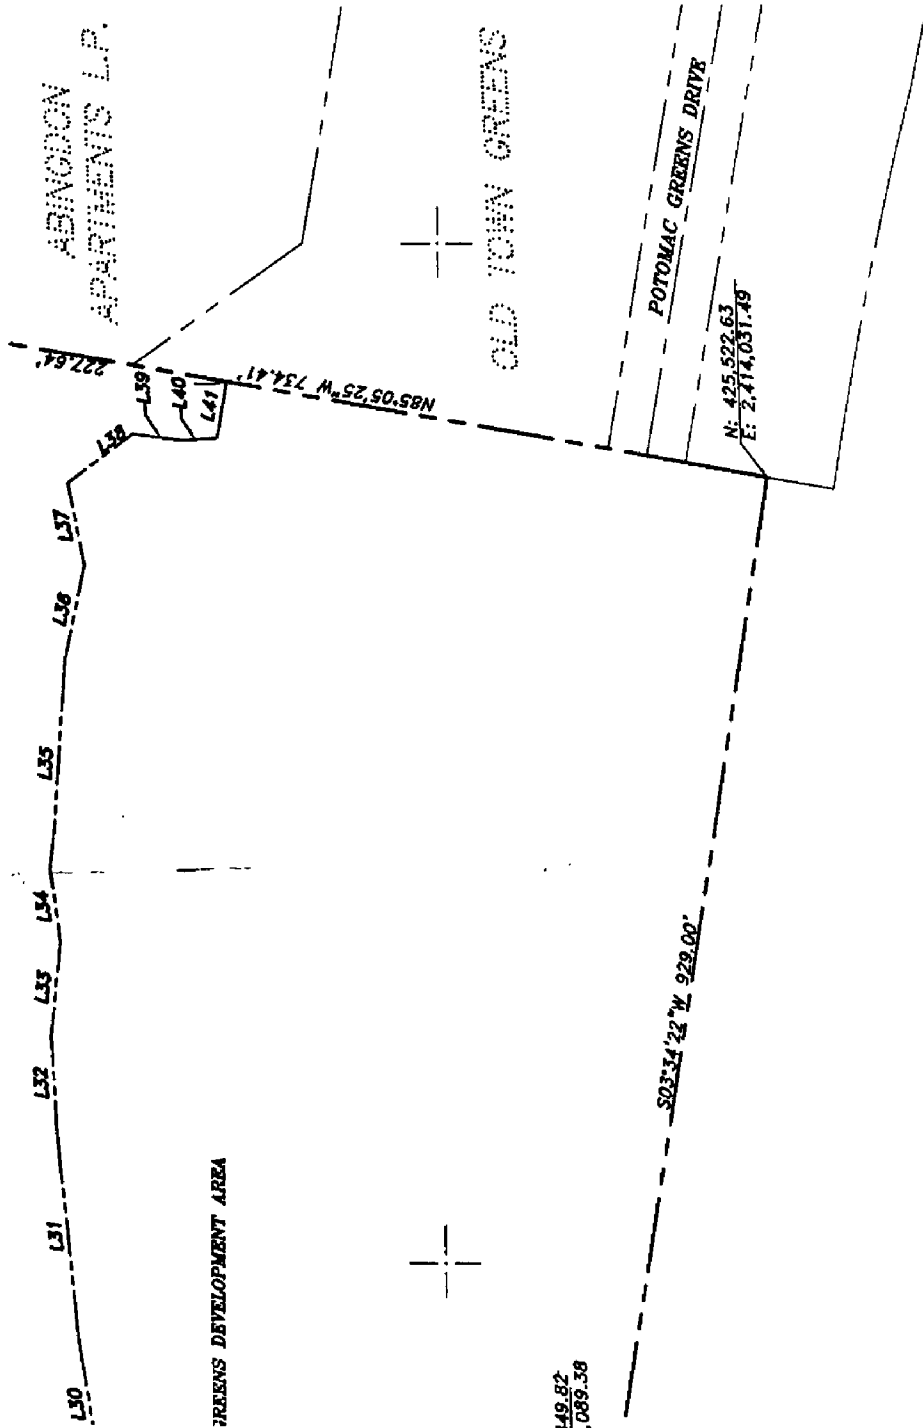 ABINGDON
APARTMENTS L.P.
OLD TOWN GREENS
POTOMAC GREENS DRIVE
227.64'
L39
L40
L41
L38
N85°05'25"W 734.41'
N: 425,522.63
E: 2,414,031.49
L37
L36
L35
L34
L33
L32
L31
L30
S03°34'22"W 929.00'
GREENS DEVELOPMENT AREA
149.82
,089.38